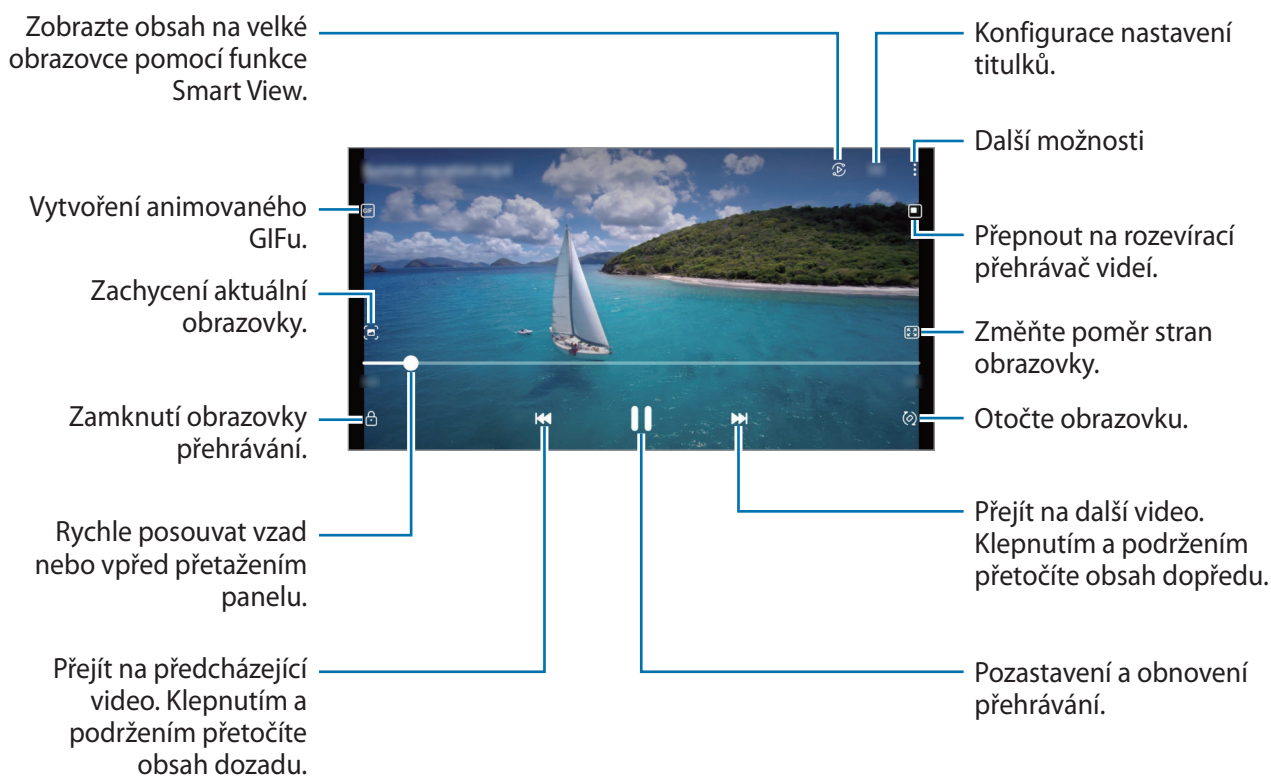 Zobrazte obsah na velké
obrazovce pomocí funkce
Smart View.
Konfigurace nastavení
titulků.
Další možnosti
Vytvoření animovaného
GIFu.
GIF
Přepnout na rozevírací
přehrávač videí.
Zachycení aktuální
obrazovky.
Změňte poměr stran
obrazovky.
Zamknutí obrazovky
přehrávání.
Otočte obrazovku.
Rychle posouvat vzad
nebo vpřed přetažením
panelu.
Přejít na další video.
Klepnutím a podržením
přetočíte obsah dopředu.
Přejít na předcházející
video. Klepnutím a
podržením přetočíte
obsah dozadu.
Pozastavení a obnovení
přehrávání.